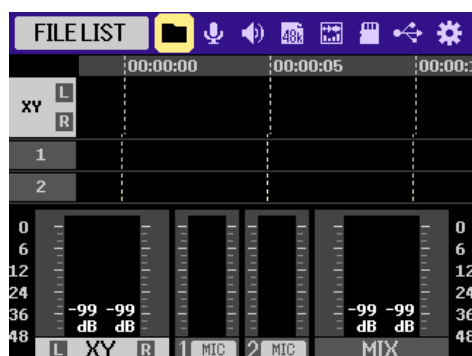 FILE LIST 48k
00:00:00 00:00:05 00:00:
XY L R
1
2
0 0
6 6
12 12
24 24
36 -99 -99 -99 -99 36
dB dB dB dB
48 48
L XY R 1 MIC 2 MIC MIX